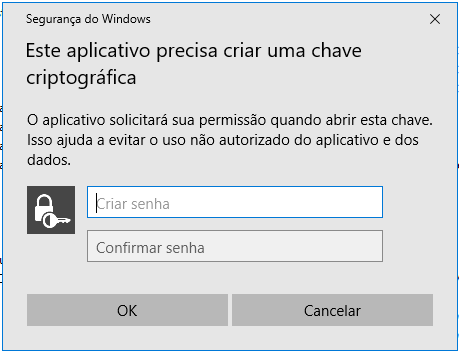 Segurança do Windows
Este aplicativo precisa criar uma chave
criptográfica
O aplicativo solicitará sua permissão quando abrir esta chave.
Isso ajuda a evitar o uso não autorizado do aplicativo e dos
dados.
Criar senha
Confirmar senha
OK Cancelar